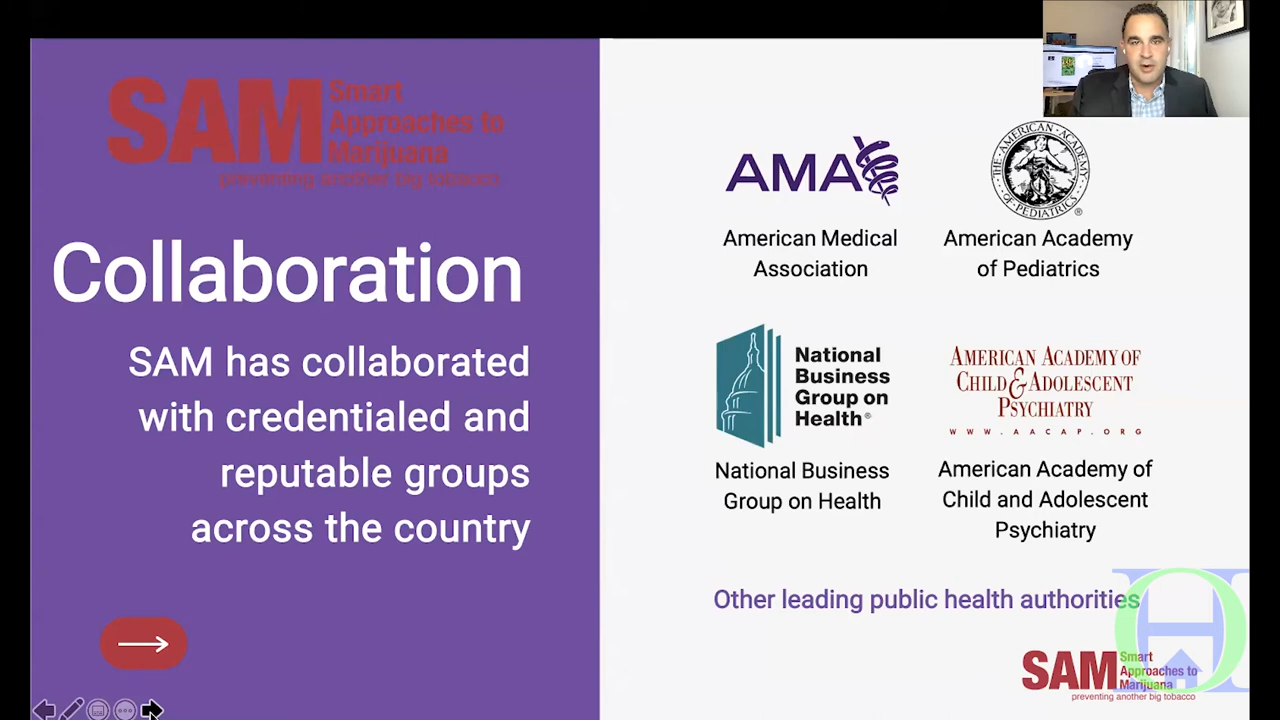 SAM
Smart
Approaches to
Marijuana
preventing another big tobacco
Collaboration
SAM has collaborated
with credentialed and
reputable groups
across the country
AMA
American Medical
Association
THE AMERICAN ACADEMY OF PEDIATRICS
®
American Academy
of Pediatrics
National
Business
Group on
Health®
National Business
Group on Health
AMERICAN ACADEMY OF
CHILD & ADOLESCENT
PSYCHIATRY
WWW.AACAP.ORG
American Academy of
Child and Adolescent
Psychiatry
Other leading public health authorities
SAM
Smart
Approaches to
Marijuana
preventing another big tobacco